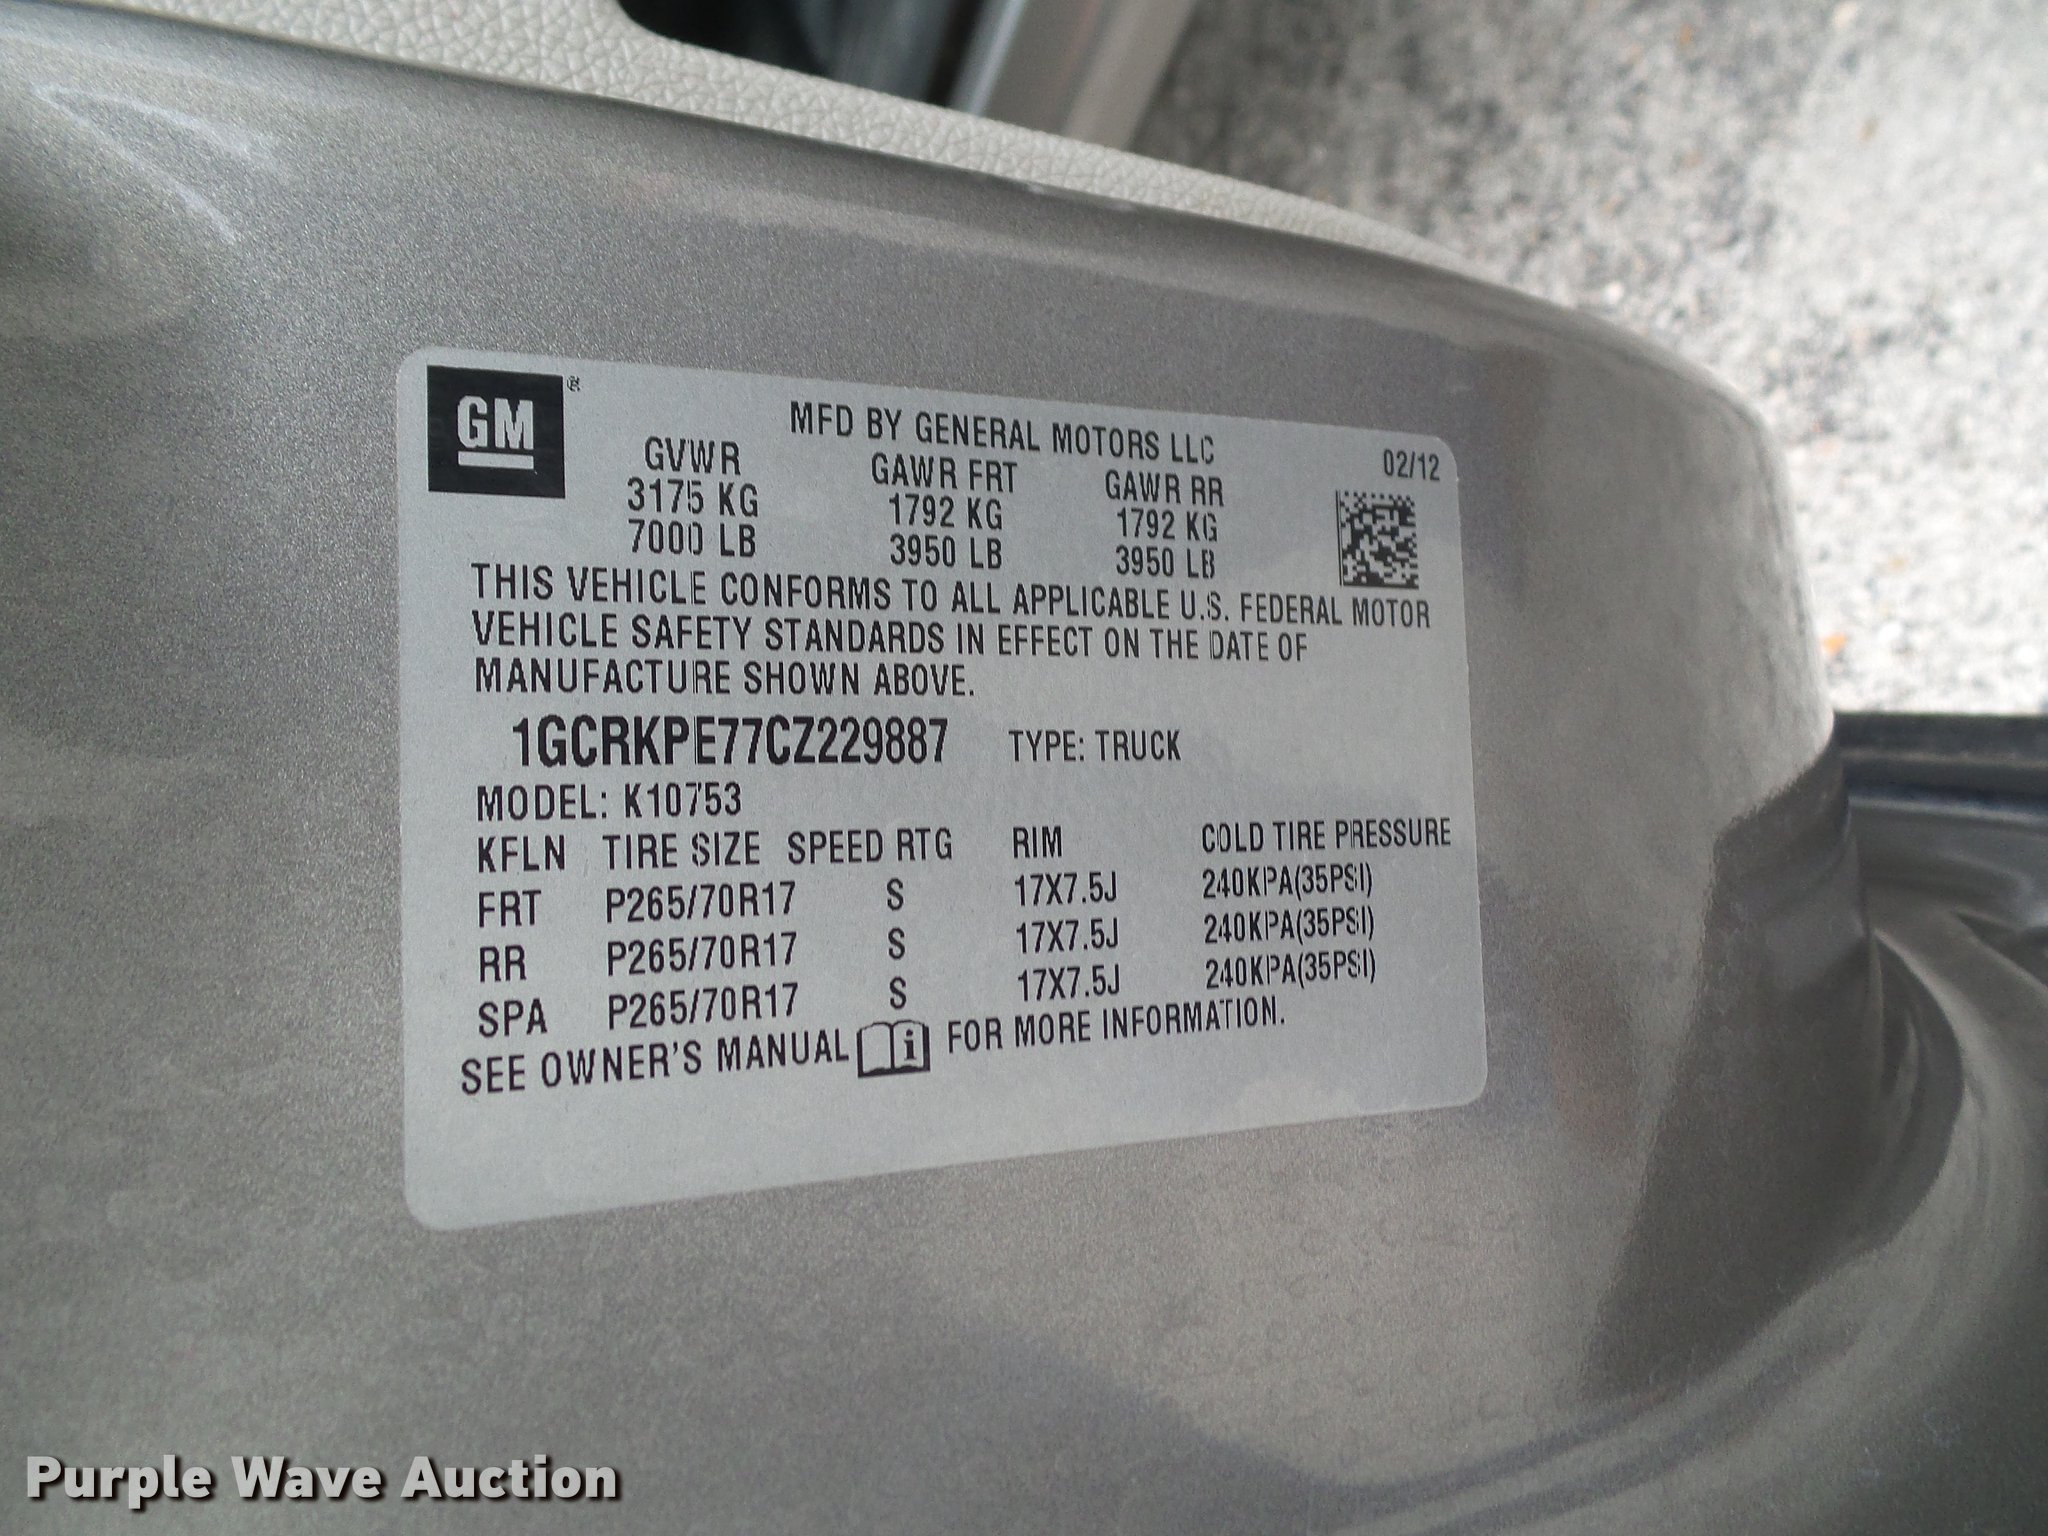 GM®
MFD BY GENERAL MOTORS LLC
02/12
GVWR GAWR FRT GAWR RR
3175 KG 1792 KG 1792 KG
7000 LB 3950 LB 3950 LB
THIS VEHICLE CONFORMS TO ALL APPLICABLE U.S. FEDERAL MOTOR
VEHICLE SAFETY STANDARDS IN EFFECT ON THE DATE OF
MANUFACTURE SHOWN ABOVE.
1GCRKPE77CZ229887 TYPE: TRUCK
MODEL: K10753
KFLN TIRE SIZE SPEED RTG RIM COLD TIRE PRESSURE
FRT P265/70R17 S 17X7.5J 240KPA(35PSI)
RR P265/70R17 S 17X7.5J 240KPA(35PSI)
SPA P265/70R17 S 17X7.5J 240KPA(35PSI)
SEE OWNER'S MANUAL i FOR MORE INFORMATION.
Purple Wave Auction